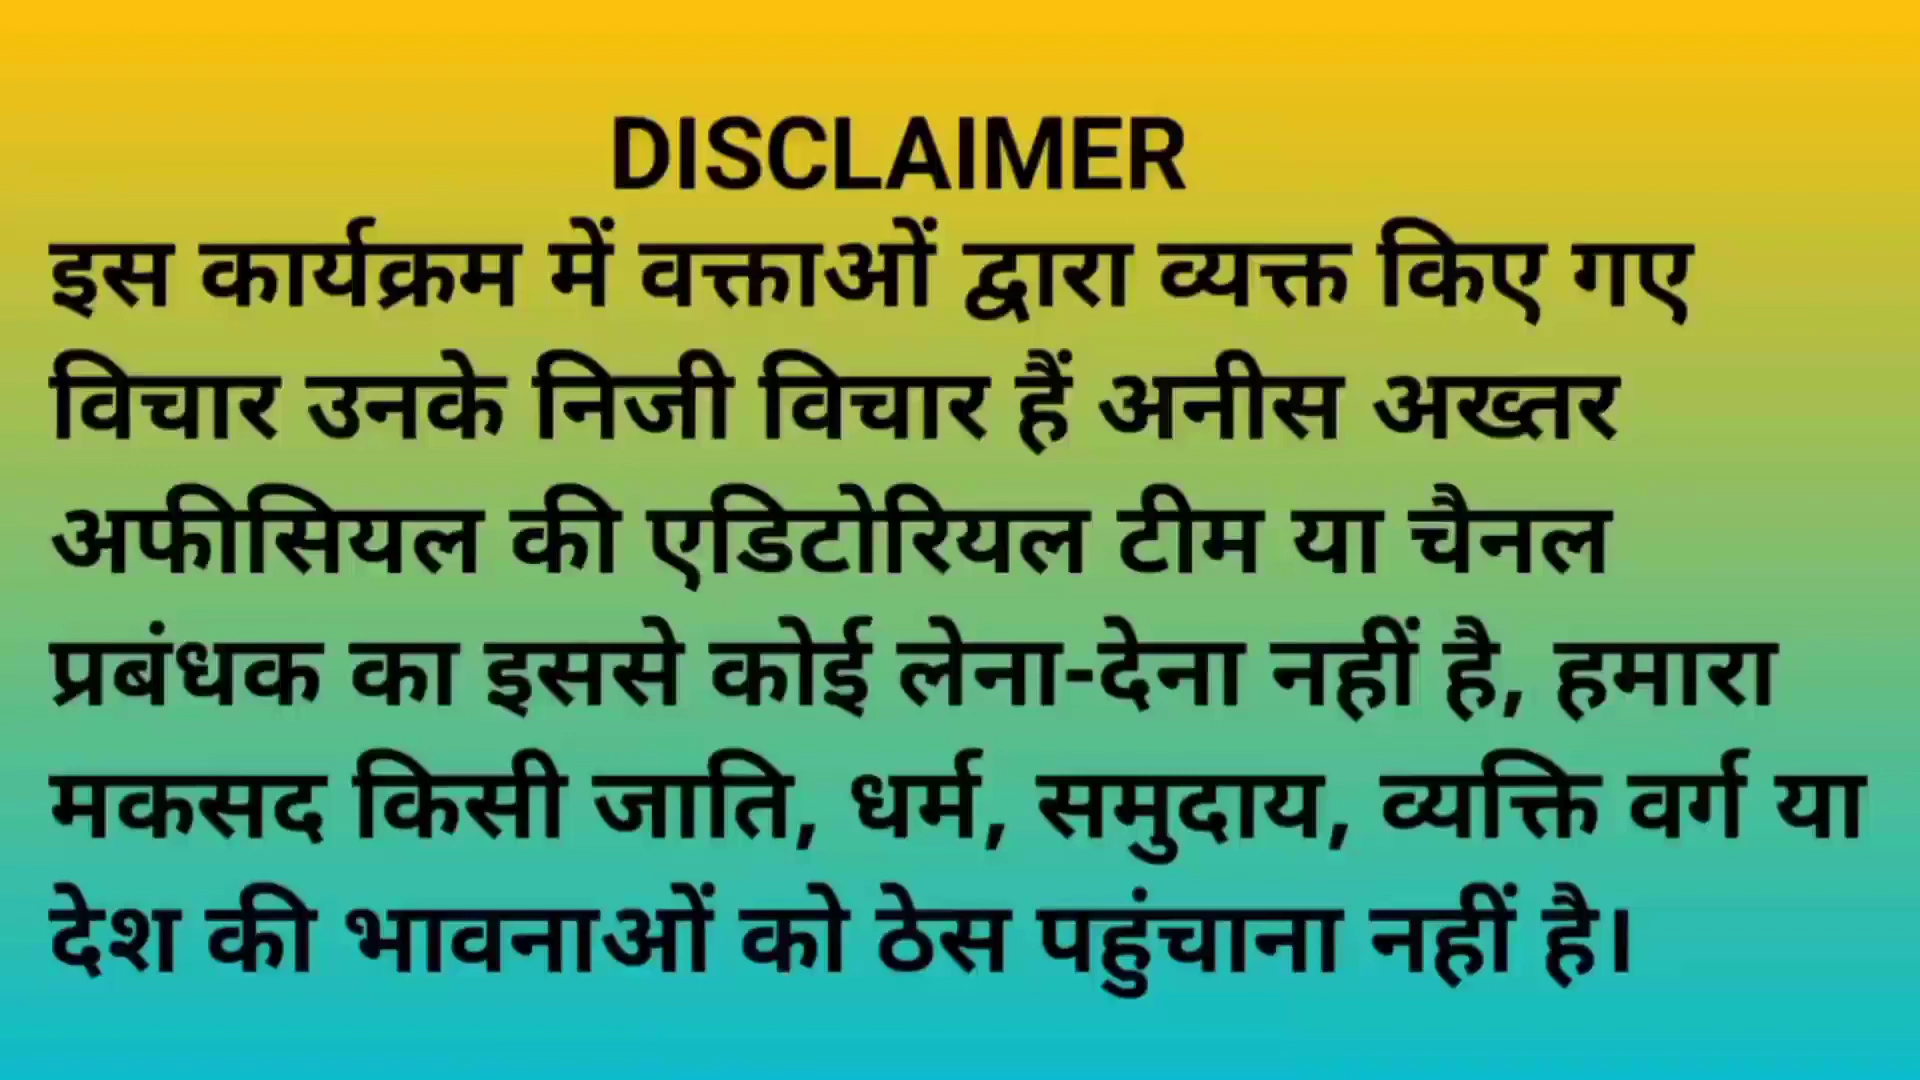 DISCLAIMER
इस कार्यक्रम में वक्ताओं द्वारा व्यक्त किए गए
विचार उनके निजी विचार हैं अनीस अख्तर
अफीसियल की एडिटोरियल टीम या चैनल
प्रबंधक का इससे कोई लेना-देना नहीं है, हमारा
मकसद किसी जाति, धर्म, समुदाय, व्यक्ति वर्ग या
देश की भावनाओं को ठेस पहुंचाना नहीं है।